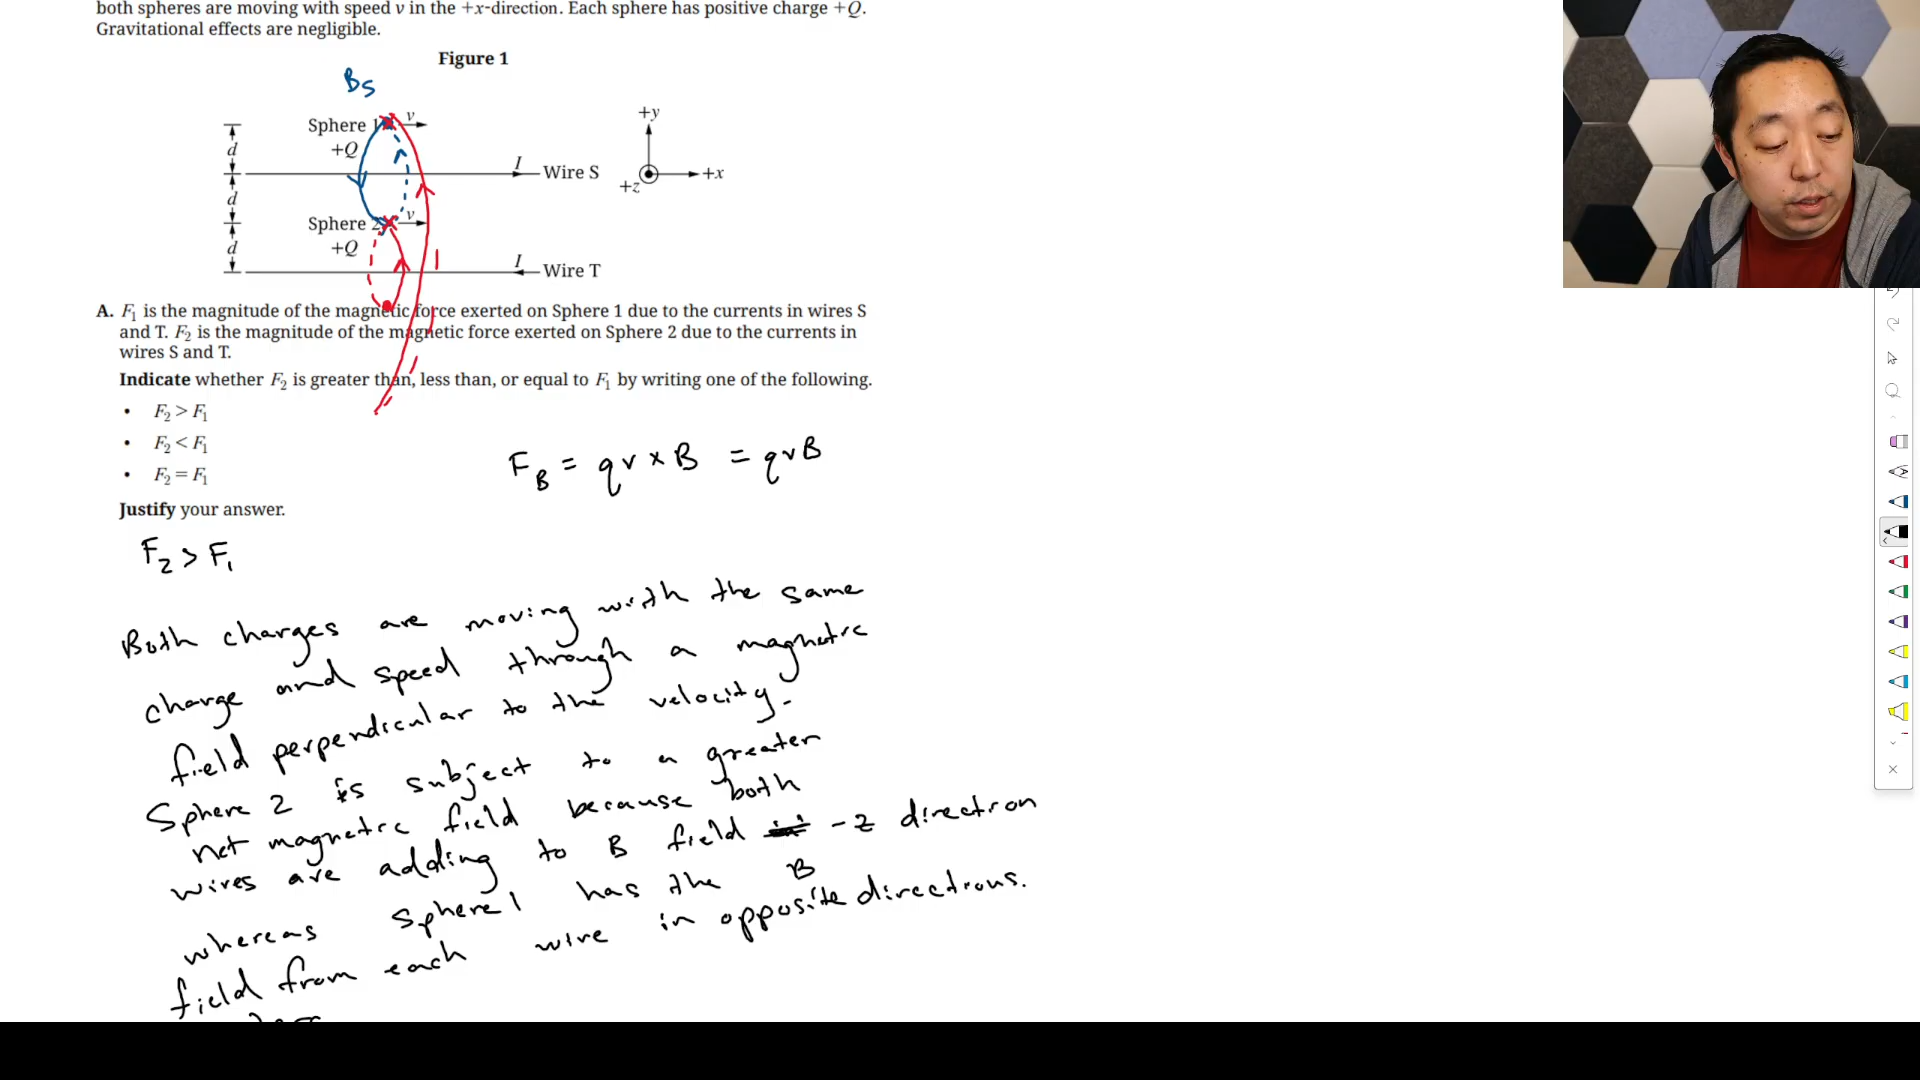 both spheres are moving with speed v in the +x-direction. Each sphere has positive charge +Q.
Gravitational effects are negligible.
Figure 1
Bs
Sphere 1
v
+Q
d
I
Wire S
+y
+x
+z
d
Sphere 2
v
+Q
d
I
Wire T
A. F₁ is the magnitude of the magnetic force exerted on Sphere 1 due to the currents in wires S
and T. F₂ is the magnitude of the magnetic force exerted on Sphere 2 due to the currents in
wires S and T.
Indicate whether F₂ is greater than, less than, or equal to F₁ by writing one of the following.
• F₂ > F₁
• F₂ < F₁
• F₂ = F₁
F_B = qv × B = qvB
Justify your answer.
F₂ > F₁
Both charges are moving with the same
charge and speed through a magnetic
field perpendicular to the velocity.
Sphere 2 is subject to a greater
net magnetic field because both
wires are adding to B field -z direction
whereas Sphere 1 has the B
field from each wire in opposite directions.